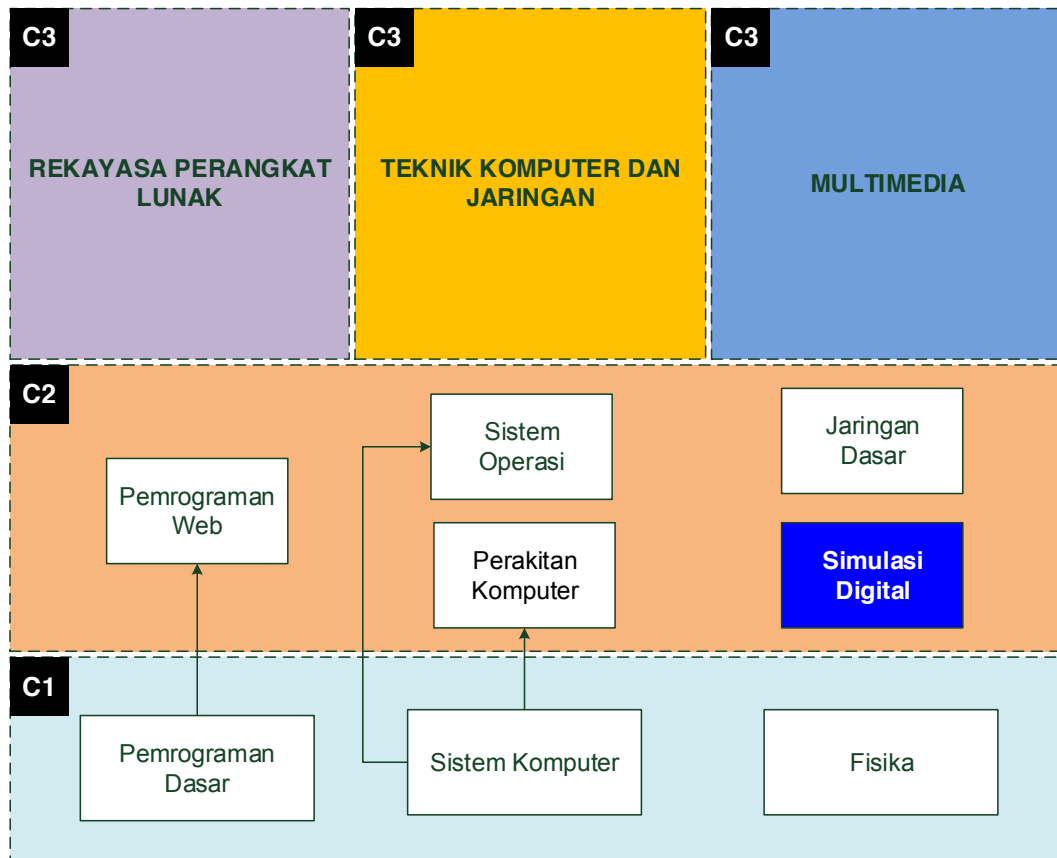 C3
REKAYASA PERANGKAT
LUNAK
C3
TEKNIK KOMPUTER DAN
JARINGAN
C3
MULTIMEDIA
C2
Pemrograman
Web
Sistem
Operasi
Perakitan
Komputer
Jaringan
Dasar
Simulasi
Digital
C1
Pemrograman
Dasar
Sistem Komputer
Fisika